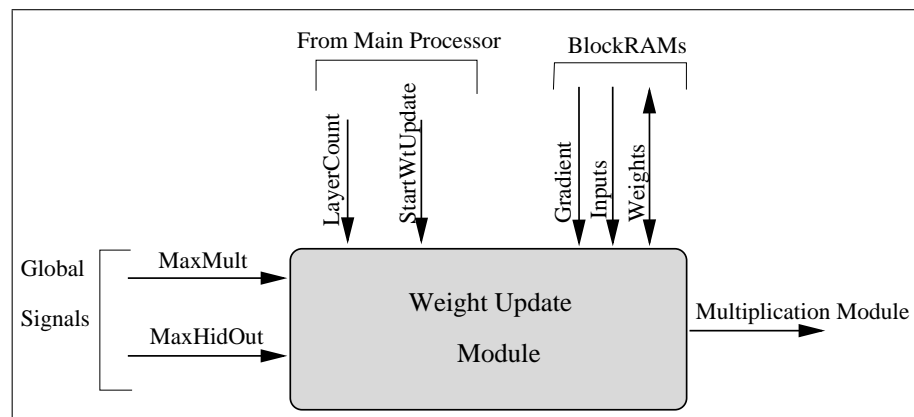 From Main Processor
BlockRAMs
LayerCount
StartWtUpdate
Gradient
Inputs
Weights
Global
Signals
MaxMult
MaxHidOut
Weight Update
Module
Multiplication Module